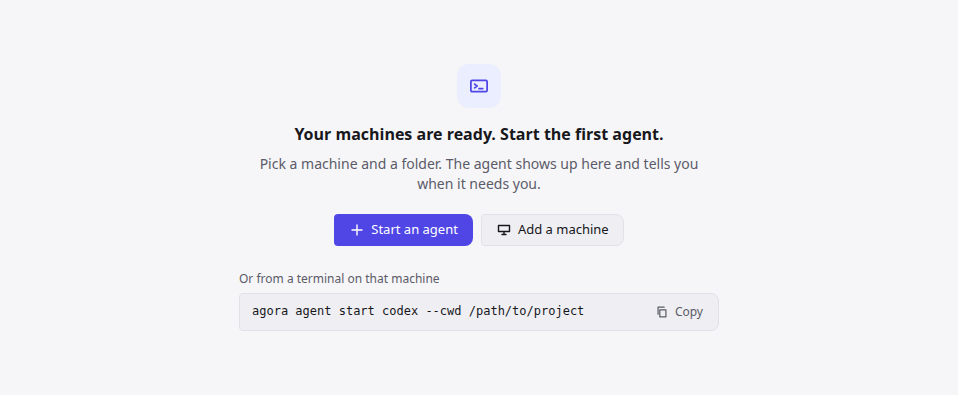 Your machines are ready. Start the first agent.
Pick a machine and a folder. The agent shows up here and tells you
when it needs you.
Start an agent
Add a machine
Or from a terminal on that machine
agora agent start codex --cwd /path/to/project
Copy